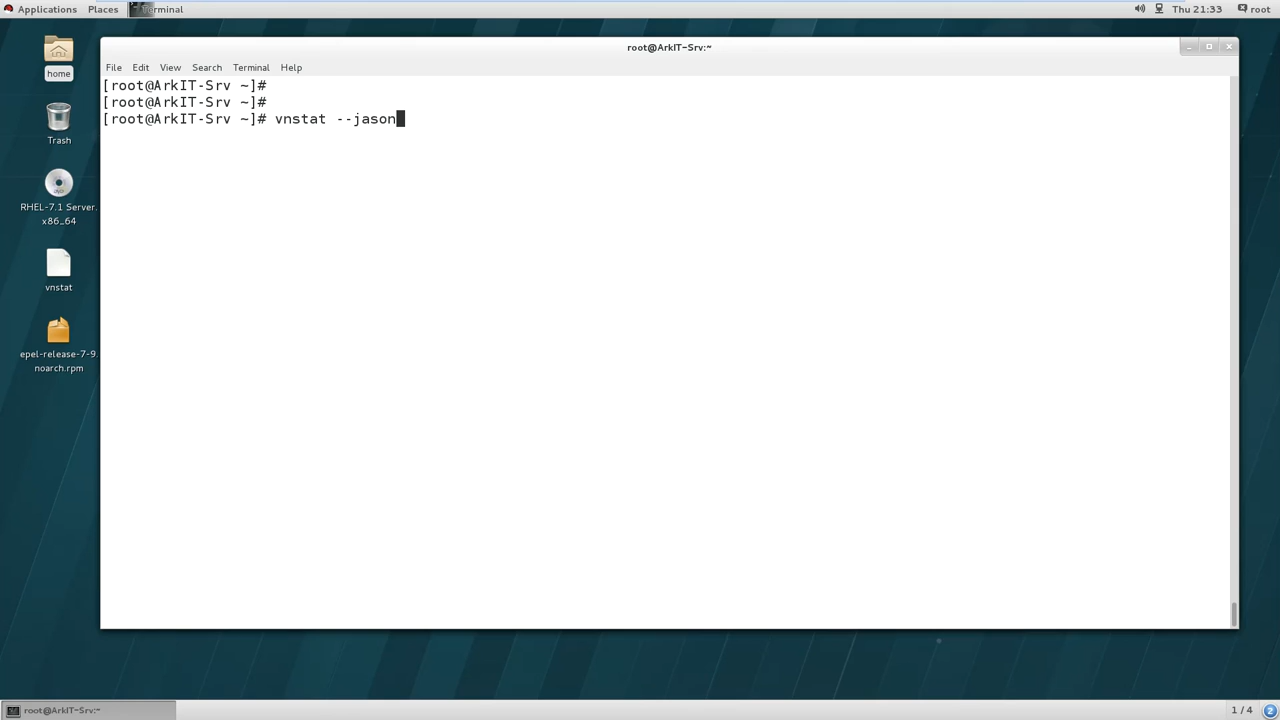 Applications Places Terminal Thu 21:33 root
root@ArkIT-Srv:~
File Edit View Search Terminal Help
[root@ArkIT-Srv ~]#
[root@ArkIT-Srv ~]#
[root@ArkIT-Srv ~]# vnstat --jason
home
Trash
RHEL-7.1 Server.
x86_64
vnstat
epel-release-7-9.
noarch.rpm
root@ArkIT-Srv:~ 1 / 4 2